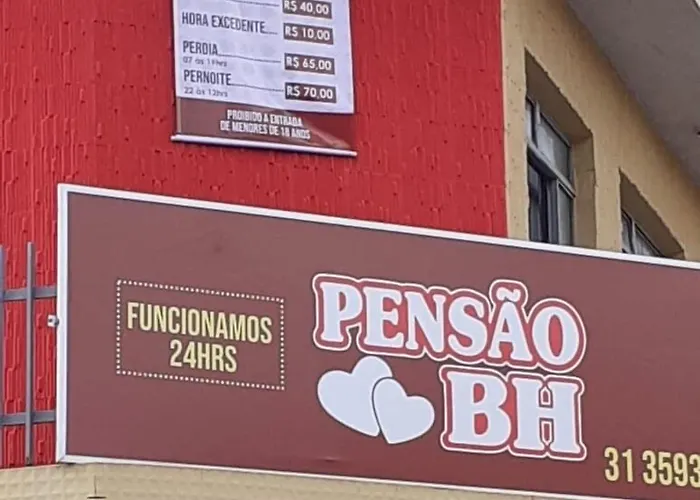 R$ 40,00
HORA EXCEDENTE.... R$ 10,00
PERDIA
07 às 19hrs R$ 65,00
PERNOITE
22 às 12hrs R$ 70,00
PROIBIDO A ENTRADA
DE MENORES DE 18 ANOS
FUNCIONAMOS
24HRS
PENSÃO
BH
31 3593